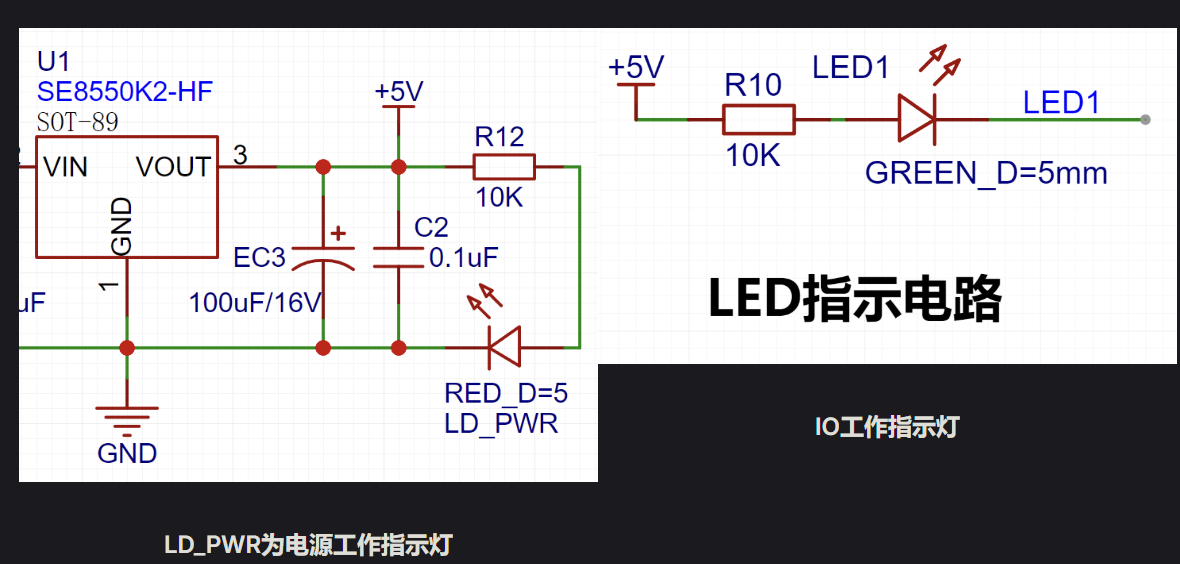 U1
SE8550K2-HF
SOT-89
VIN
VOUT
3
GND
1
uF
+5V
R12
10K
C2
0.1uF
EC3
+
100uF/16V
RED_D=5
LD_PWR
GND
LD_PWR为电源工作指示灯
+5V
R10
10K
LED1
LED1
GREEN_D=5mm
LED指示电路
IO工作指示灯